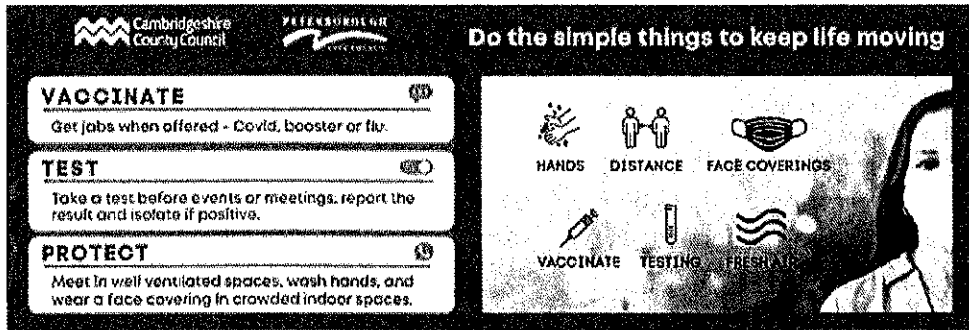 Cambridgeshire
County Council
PETERBOROUGH
CITY COUNCIL
Do the simple things to keep life moving
VACCINATE
Get jabs when offered - Covid, booster or flu.
TEST
Take a test before events or meetings, report the
result and isolate if positive.
PROTECT
Meet in well ventilated spaces, wash hands, and
wear a face covering in crowded indoor spaces.
HANDS DISTANCE FACE COVERINGS
VACCINATE TESTING FRESH AIR